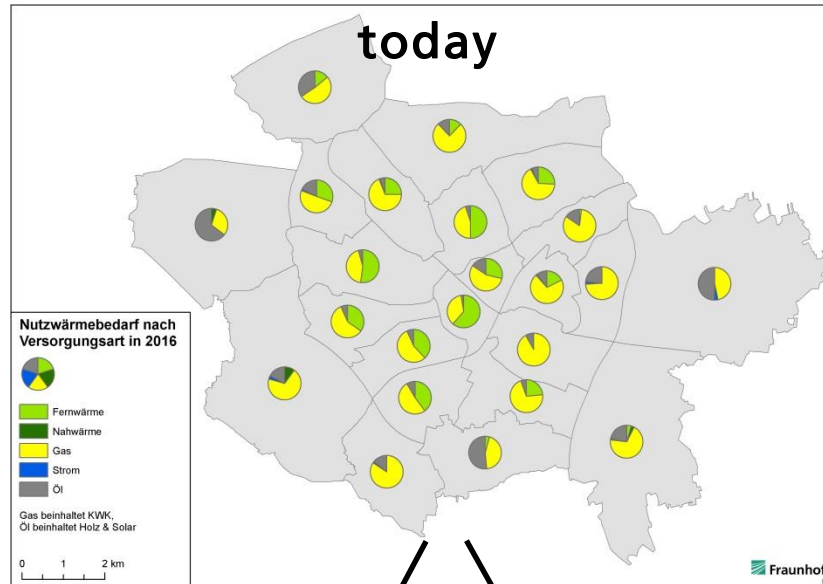 today
Nutzwärmebedarf nach
Versorgungsart in 2016
Fernwärme
Nahwärme
Gas
Strom
Öl
Gas beinhaltet KWK,
Öl beinhaltet Holz & Solar
0 1 2 km
Fraunhof